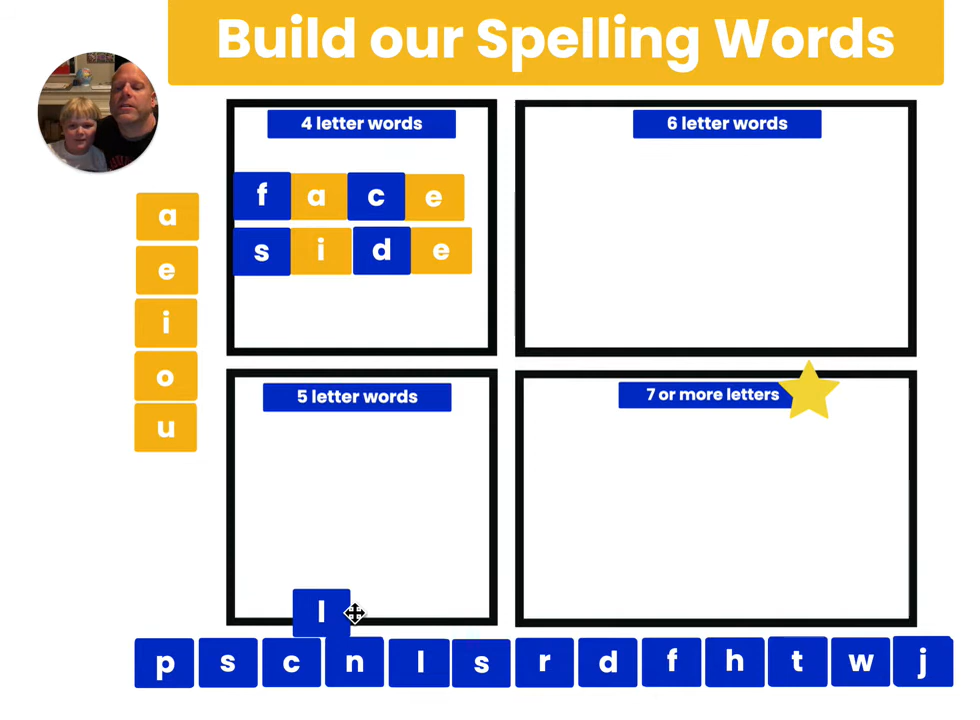 Build our Spelling Words
4 letter words
6 letter words
f a c e
s i d e
a
e
i
o
u
5 letter words
7 or more letters
l
p s c n l s r d f h t w j